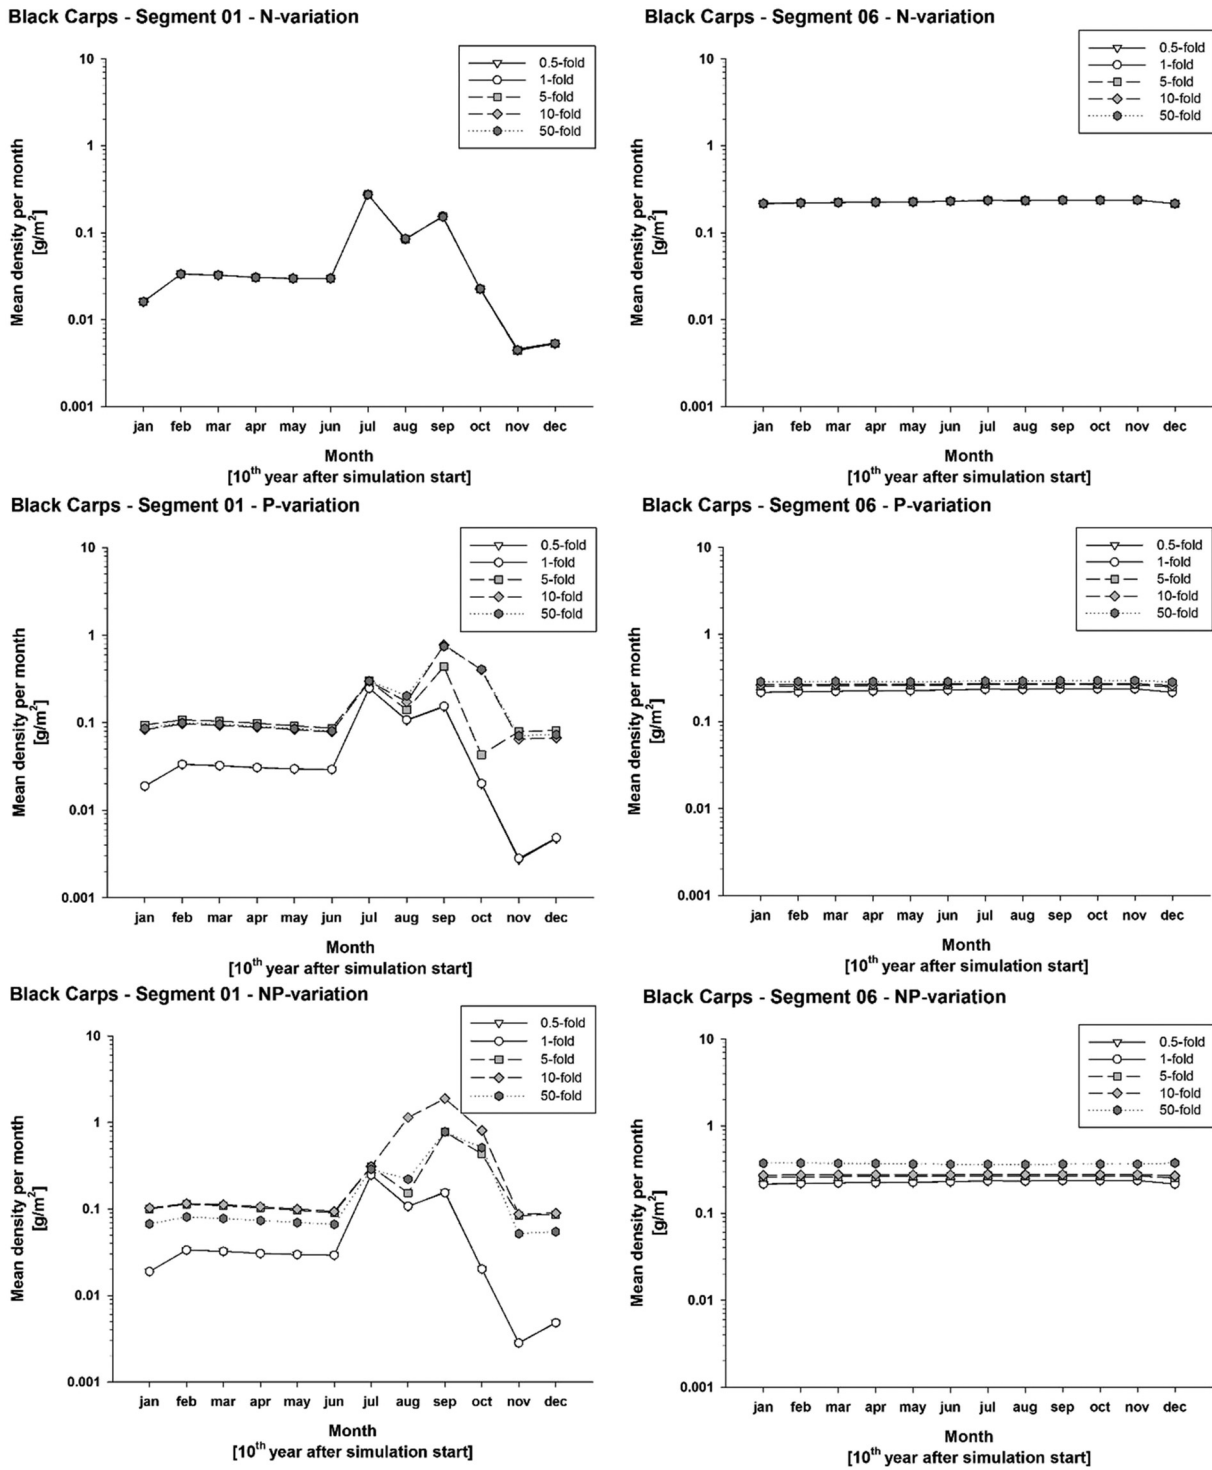 Black Carps - Segment 01 - N-variation
10
1
0.1
0.01
0.001
Mean density per month
[g/m²]
0.5-fold
1-fold
5-fold
10-fold
50-fold
jan feb mar apr may jun jul aug sep oct nov dec
Month
[10th year after simulation start]
Black Carps - Segment 06 - N-variation
10
1
0.1
0.01
0.001
Mean density per month
[g/m²]
0.5-fold
1-fold
5-fold
10-fold
50-fold
jan feb mar apr may jun jul aug sep oct nov dec
Month
[10th year after simulation start]
Black Carps - Segment 01 - P-variation
10
1
0.1
0.01
0.001
Mean density per month
[g/m²]
0.5-fold
1-fold
5-fold
10-fold
50-fold
jan feb mar apr may jun jul aug sep oct nov dec
Month
[10th year after simulation start]
Black Carps - Segment 06 - P-variation
10
1
0.1
0.01
0.001
Mean density per month
[g/m²]
0.5-fold
1-fold
5-fold
10-fold
50-fold
jan feb mar apr may jun jul aug sep oct nov dec
Month
[10th year after simulation start]
Black Carps - Segment 01 - NP-variation
10
1
0.1
0.01
0.001
Mean density per month
[g/m²]
0.5-fold
1-fold
5-fold
10-fold
50-fold
jan feb mar apr may jun jul aug sep oct nov dec
Month
[10th year after simulation start]
Black Carps - Segment 06 - NP-variation
10
1
0.1
0.01
0.001
Mean density per month
[g/m²]
0.5-fold
1-fold
5-fold
10-fold
50-fold
jan feb mar apr may jun jul aug sep oct nov dec
Month
[10th year after simulation start]